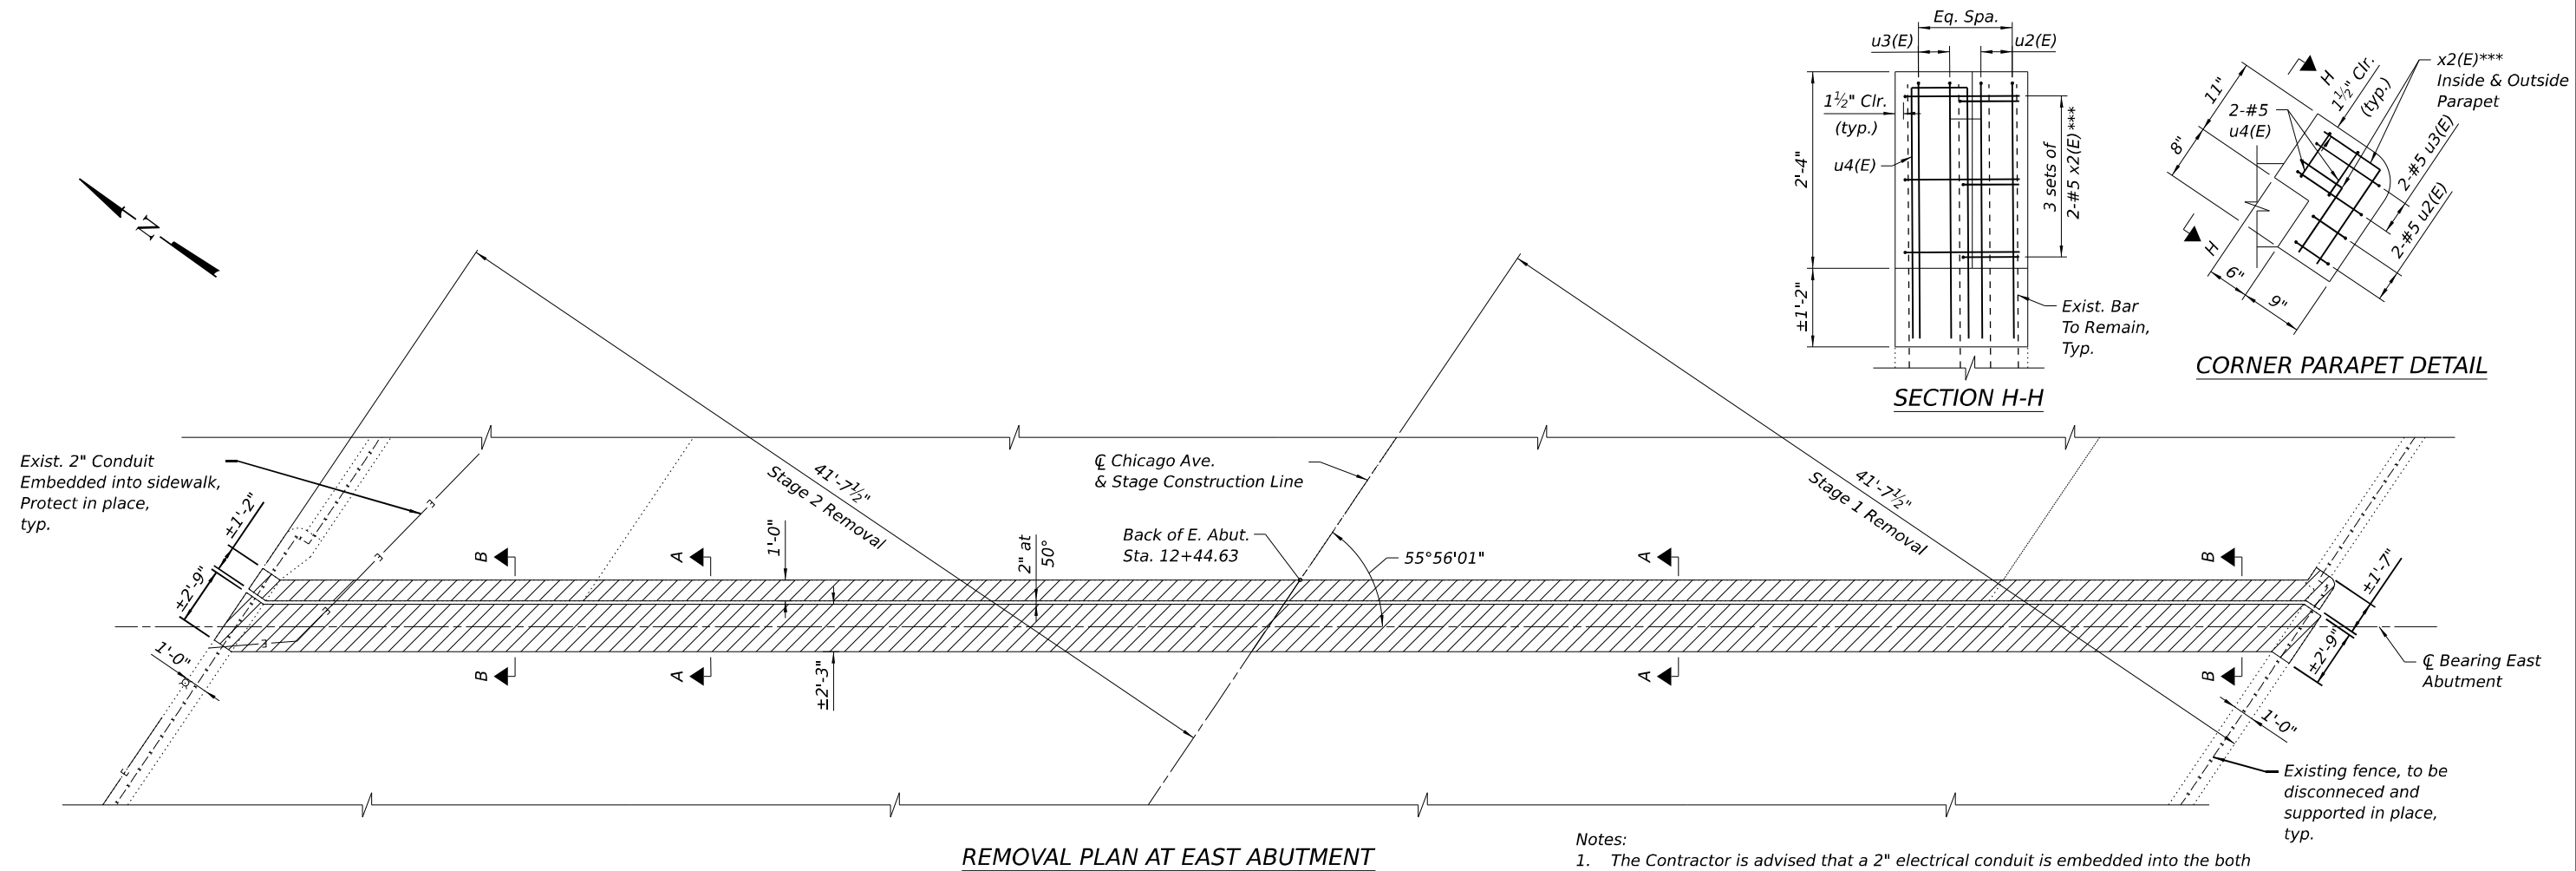 Eq. Spa.
u3(E)
u2(E)
1½" Clr.
(typ.)
u4(E)
2'-4"
±1'-2"
3 sets of
2-#5 x2(E)***
Exist. Bar
To Remain,
Typ.
SECTION H-H
11"
8"
H
1½" Clr.
(typ.)
x2(E)***
Inside & Outside
Parapet
2-#5
u4(E)
2-#5 u3(E)
2-#5 u2(E)
H
6"
9"
CORNER PARAPET DETAIL
N
Exist. 2" Conduit
Embedded into sidewalk,
Protect in place,
typ.
±1'-2"
±2'-9"
1'-0"
E
3
3
3
3
B
A
B
A
1'-0"
±2'-3"
41'-7½"
Stage 2 Removal
2" at
50°
℄ Chicago Ave.
& Stage Construction Line
Back of E. Abut.
Sta. 12+44.63
55°56'01"
41'-7½"
Stage 1 Removal
A
B
A
B
±1'-7"
±2'-9"
1'-0"
℄ Bearing East
Abutment
Existing fence, to be
disconneced and
supported in place,
typ.
REMOVAL PLAN AT EAST ABUTMENT
Notes:
1. The Contractor is advised that a 2" electrical conduit is embedded into the both